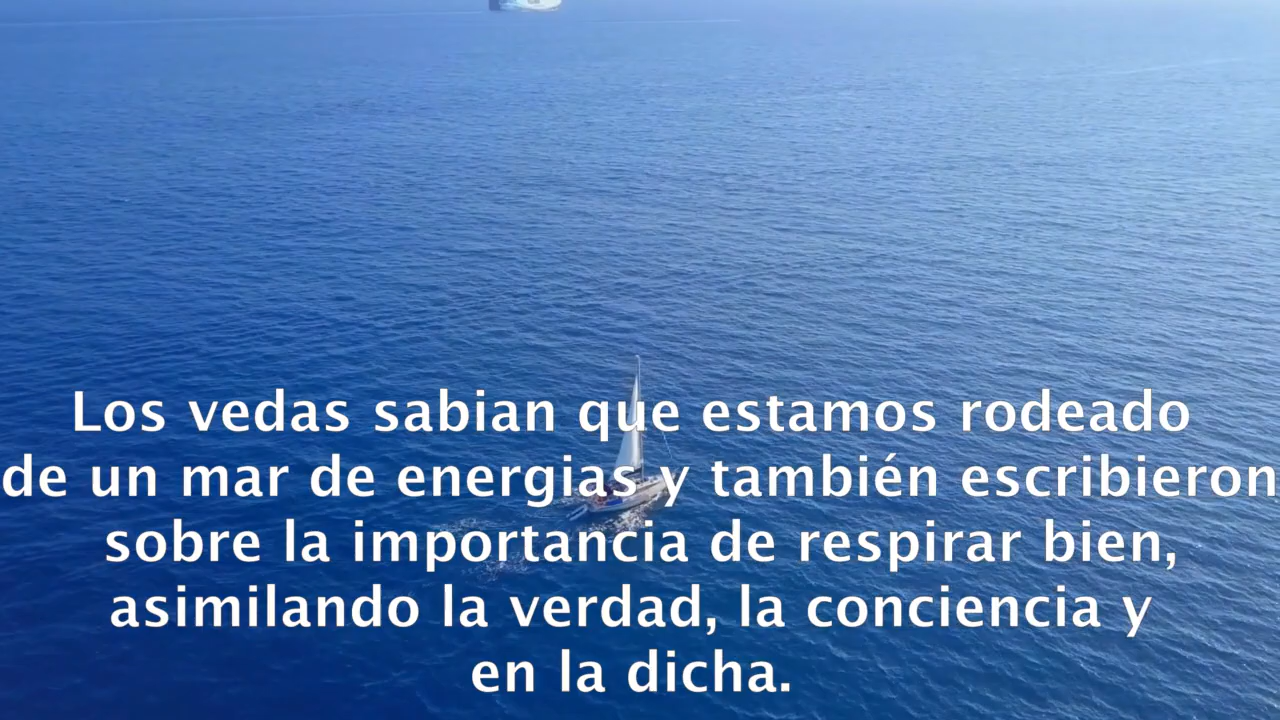 Los vedas sabian que estamos rodeado
de un mar de energias y también escribieron
sobre la importancia de respirar bien,
asimilando la verdad, la conciencia y
en la dicha.